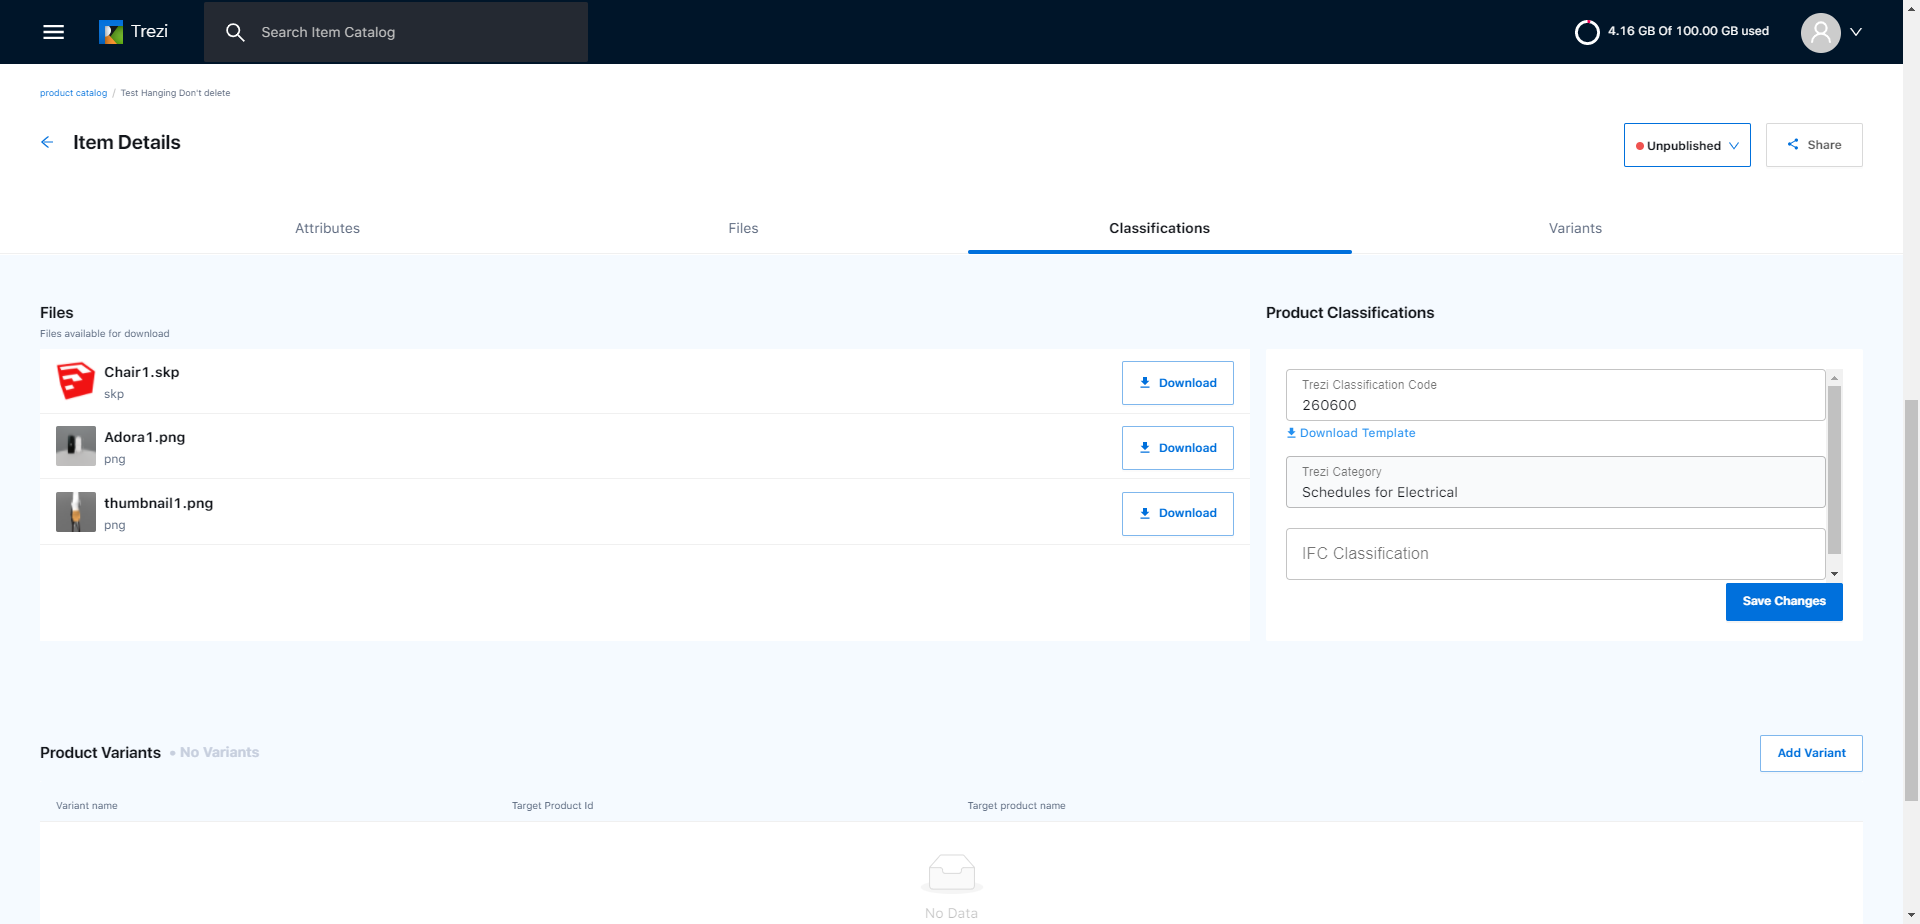 Trezi
Search Item Catalog
4.16 GB Of 100.00 GB used
product catalog / Test Hanging Don't delete
Item Details
Unpublished
Share
Attributes
Files
Classifications
Variants
Files
Files available for download
Chair1.skp
skp
Download
Adora1.png
png
Download
thumbnail1.png
png
Download
Product Classifications
Trezi Classification Code
260600
Download Template
Trezi Category
Schedules for Electrical
IFC Classification
Save Changes
Product Variants • No Variants
Add Variant
Variant name
Target Product Id
Target product name
No Data